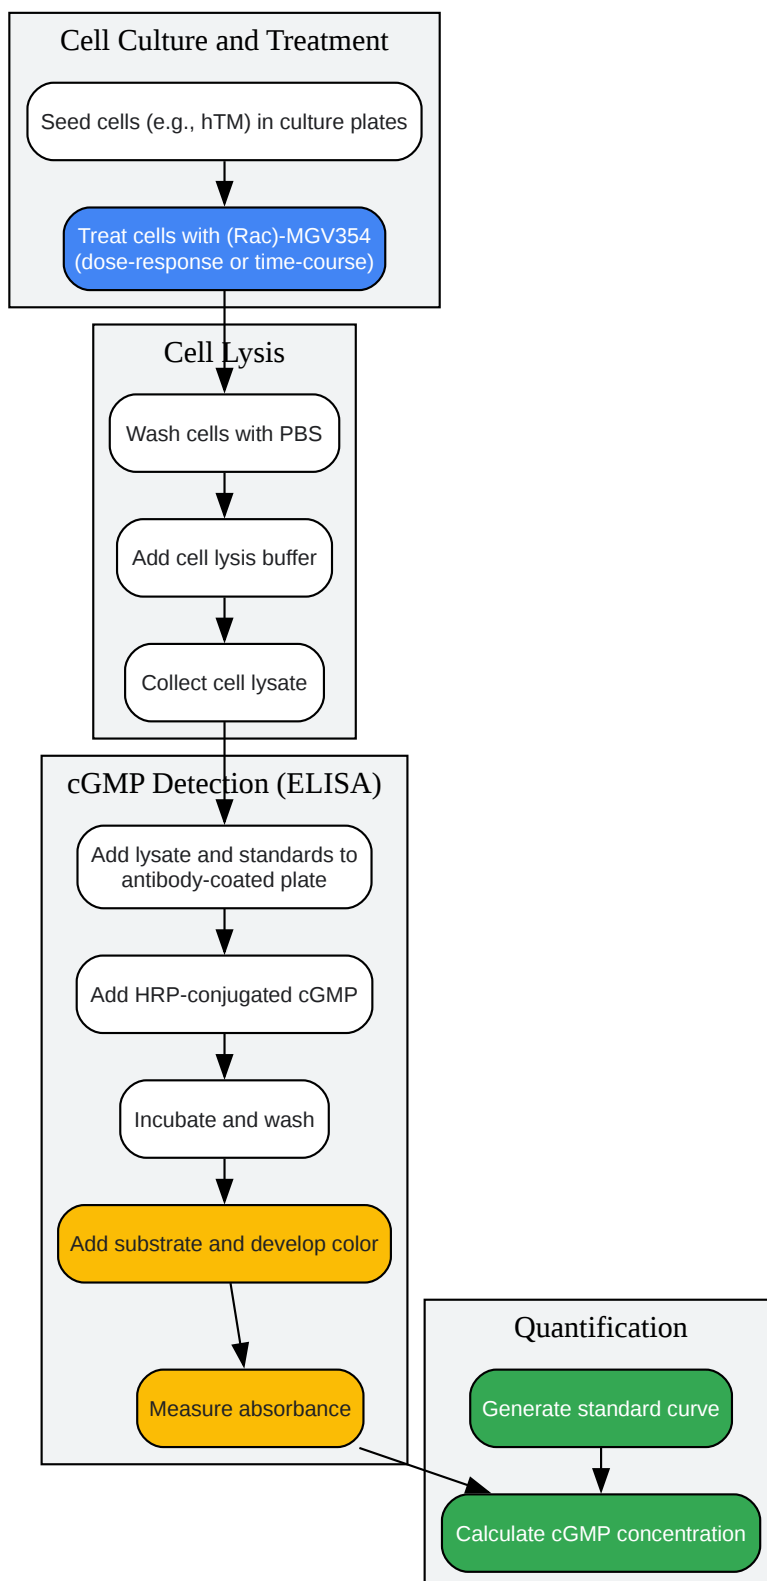 Cell Culture and Treatment
Seed cells (e.g., hTM) in culture plates
Treat cells with (Rac)-MGV354
(dose-response or time-course)
Cell Lysis
Wash cells with PBS
Add cell lysis buffer
Collect cell lysate
cGMP Detection (ELISA)
Add lysate and standards to
antibody-coated plate
Add HRP-conjugated cGMP
Incubate and wash
Add substrate and develop color
Measure absorbance
Quantification
Generate standard curve
Calculate cGMP concentration